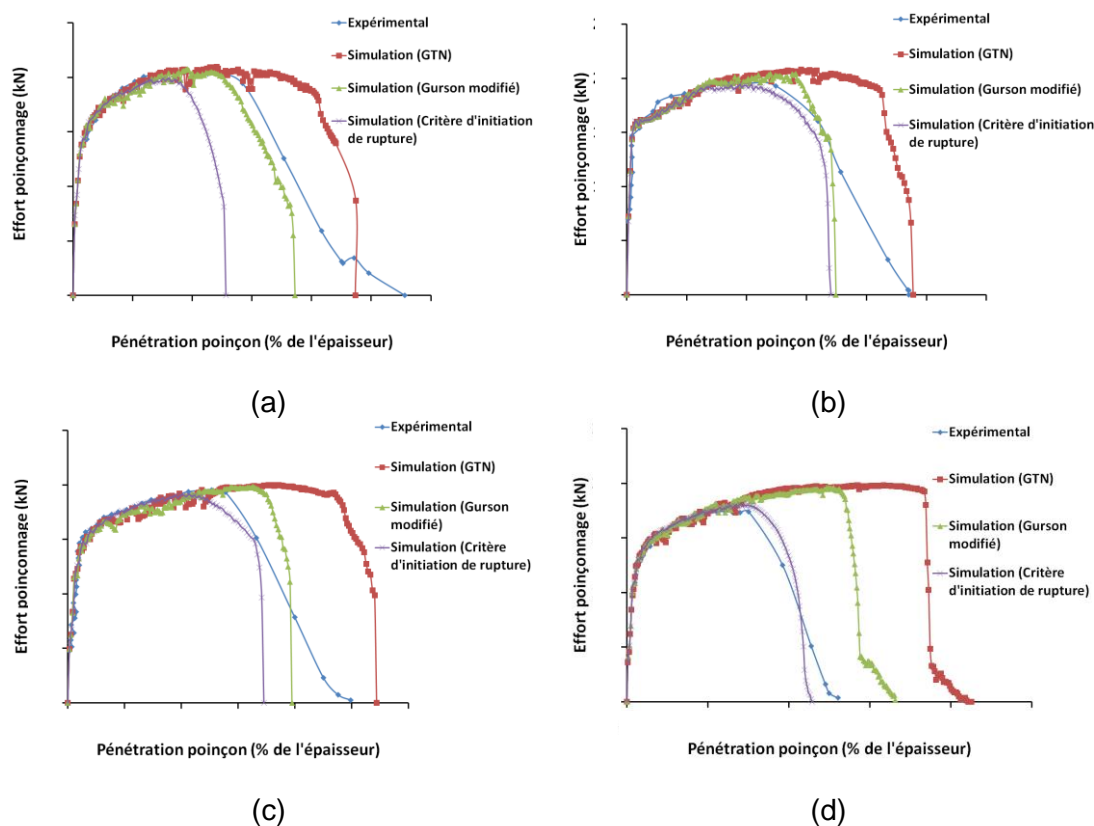 Effort poinçonnage (kN)
Expérimental
Simulation (GTN)
Simulation (Gurson modifié)
Simulation (Critère d'initiation
de rupture)
Pénétration poinçon (% de l'épaisseur)
(a)
Effort poinçonnage (kN)
Expérimental
Simulation (GTN)
Simulation (Gurson modifié)
Simulation (Critère d'initiation
de rupture)
Pénétration poinçon (% de l'épaisseur)
(b)
Effort poinçonnage (kN)
Expérimental
Simulation (GTN)
Simulation (Gurson
modifié)
Simulation (Critère
d'initiation de rupture)
Pénétration poinçon (% de l'épaisseur)
(c)
Effort poinçonnage (kN)
Expérimental
Simulation (GTN)
Simulation (Gurson
modifié)
Simulation (Critère
d'initiation de rupture)
Pénétration poinçon (% de l'épaisseur)
(d)